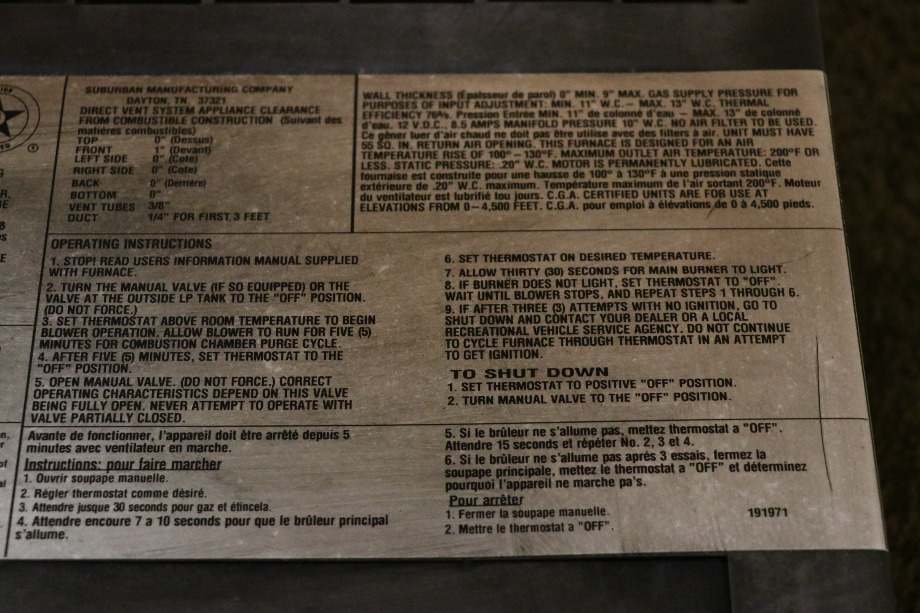 SUBURBAN MANUFACTURING COMPANY
DAYTON, TN 37321
DIRECT VENT SYSTEM APPLIANCE CLEARANCE
FROM COMBUSTIBLE CONSTRUCTION (Suivant des
matières combustibles)
TOP 0" (Dessus)
FRONT 1" (Devant)
LEFT SIDE 0" (Cote)
RIGHT SIDE 0" (Cote)
BACK 0" (Derrière)
BOTTOM 0"
VENT TUBES 3/8"
DUCT 1/4" FOR FIRST 3 FEET
WALL THICKNESS (Epaisseur de parol) 8" MIN. 9" MAX. GAS SUPPLY PRESSURE FOR
PURPOSES OF INPUT ADJUSTMENT: MIN. 11" W.C. – MAX. 13" W.C. THERMAL
EFFICIENCY 76%. Pression Entrée MIN. 11" de colonné d'eau – MAX. 13" de colonné
d'eau. 12 V.D.C., 8.5 AMPS MANIFOLD PRESSURE 10" W.C. NO AIR FILTER TO BE USED.
Ce gêner luer d'air chaud ne doit pas être utilise avec des filters à air. UNIT MUST HAVE
55 SQ. IN. RETURN AIR OPENING. THIS FURNACE IS DESIGNED FOR AN AIR
TEMPERATURE RISE OF 100° – 130°F. MAXIMUM OUTLET AIR TEMPERATURE: 200°F OR
LESS. STATIC PRESSURE: .20" W.C. MOTOR IS PERMANENTLY LUBRICATED. Cette
tournaise est construite pour une hausse de 100° à 130°F à une pression statique
extérieure de .20" W.C. maximum. Température maximum de l'air sortant 200°F. Moteur
du ventilateur est lubrifié tou jours. C.G.A. CERTIFIED UNITS ARE FOR USE AT
ELEVATIONS FROM 0 – 4,500 FEET. C.G.A. pour emploi à élévations de 0 à 4,500 pieds.
OPERATING INSTRUCTIONS
1. STOP! READ USERS INFORMATION MANUAL SUPPLIED
WITH FURNACE.
2. TURN THE MANUAL VALVE (IF SO EQUIPPED) OR THE
VALVE AT THE OUTSIDE LP TANK TO THE "OFF" POSITION.
(DO NOT FORCE.)
3. SET THERMOSTAT ABOVE ROOM TEMPERATURE TO BEGIN
BLOWER OPERATION. ALLOW BLOWER TO RUN FOR FIVE (5)
MINUTES FOR COMBUSTION CHAMBER PURGE CYCLE.
4. AFTER FIVE (5) MINUTES, SET THERMOSTAT TO THE
"OFF" POSITION.
5. OPEN MANUAL VALVE. (DO NOT FORCE.) CORRECT
OPERATING CHARACTERISTICS DEPEND ON THIS VALVE
BEING FULLY OPEN. NEVER ATTEMPT TO OPERATE WITH
VALVE PARTIALLY CLOSED.
6. SET THERMOSTAT ON DESIRED TEMPERATURE.
7. ALLOW THIRTY (30) SECONDS FOR MAIN BURNER TO LIGHT.
8. IF BURNER DOES NOT LIGHT, SET THERMOSTAT TO "OFF".
WAIT UNTIL BLOWER STOPS, AND REPEAT STEPS 1 THROUGH 6.
9. IF AFTER THREE (3) ATTEMPTS WITH NO IGNITION, GO TO
SHUT DOWN AND CONTACT YOUR DEALER OR A LOCAL
RECREATIONAL VEHICLE SERVICE AGENCY. DO NOT CONTINUE
TO CYCLE FURNACE THROUGH THERMOSTAT IN AN ATTEMPT
TO GET IGNITION.
TO SHUT DOWN
1. SET THERMOSTAT TO POSITIVE "OFF" POSITION.
2. TURN MANUAL VALVE TO THE "OFF" POSITION.
Avante de fonctionner, l'appareil doit être arrêté depuis 5
minutes avec ventilateur en marche.
Instructions: pour faire marcher
1. Ouvrir soupape manuelle.
2. Régler thermostat comme désiré.
3. Attendre jusque 30 secondes pour gaz et étincela.
4. Attendre encoure 7 a 10 seconds pour que le brûleur principal
s'allume.
5. Si le brûleur ne s'allume pas, mettez thermostat a "OFF".
Attendre 15 secondes et répéter No. 2, 3 et 4.
6. Si le brûleur ne s'allume pas aprés 3 essais, fermez la
soupape principale, mettez le thermostat a "OFF" et déterminez
pourquoi l'appareil ne marche pa's.
Pour arrêter
1. Fermer la soupape manuelle.
2. Mettre le thermostat a "OFF".
191971